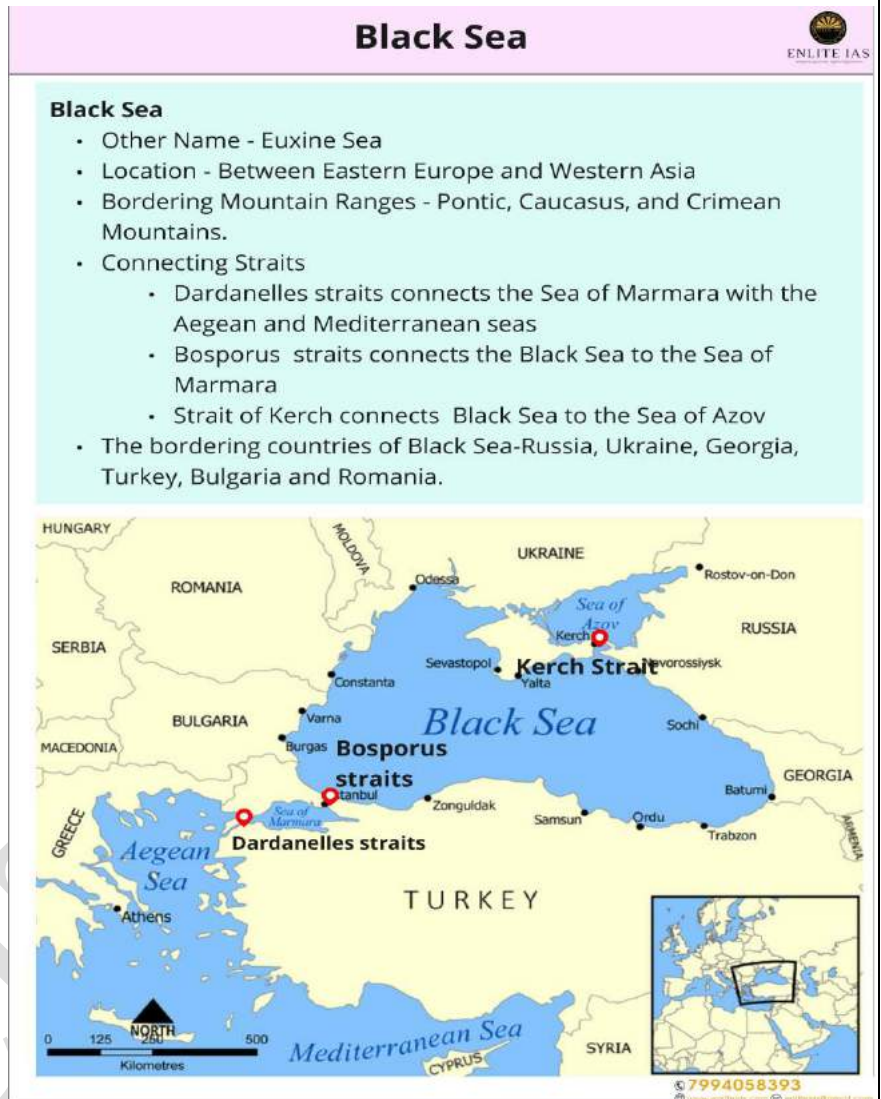 Black Sea
ENLITE IAS
Black Sea
• Other Name - Euxine Sea
• Location - Between Eastern Europe and Western Asia
• Bordering Mountain Ranges - Pontic, Caucasus, and Crimean
Mountains.
• Connecting Straits
• Dardanelles straits connects the Sea of Marmara with the
Aegean and Mediterranean seas
• Bosporus straits connects the Black Sea to the Sea of
Marmara
• Strait of Kerch connects Black Sea to the Sea of Azov
• The bordering countries of Black Sea-Russia, Ukraine, Georgia,
Turkey, Bulgaria and Romania.
HUNGARY
MOLDOVA
UKRAINE
ROMANIA
Odessa
Rostov-on-Don
Sea of
Azov
RUSSIA
SERBIA
Kerch
Sevastopol
Kerch Strait
Yalta
Constanta
Varna
Black Sea
BULGARIA
Sochi
MACEDONIA
Burgas
Bosporus
straits
GEORGIA
Batumi
Zonguldak
Sea of
Marmara
Samsun
Ordu
Trabzon
ARMENIA
GREECE
Dardanelles straits
Aegean
Sea
TURKEY
Athens
NORTH
0 125 250 500
Kilometres
Mediterranean Sea
CYPRUS
SYRIA
7994058393